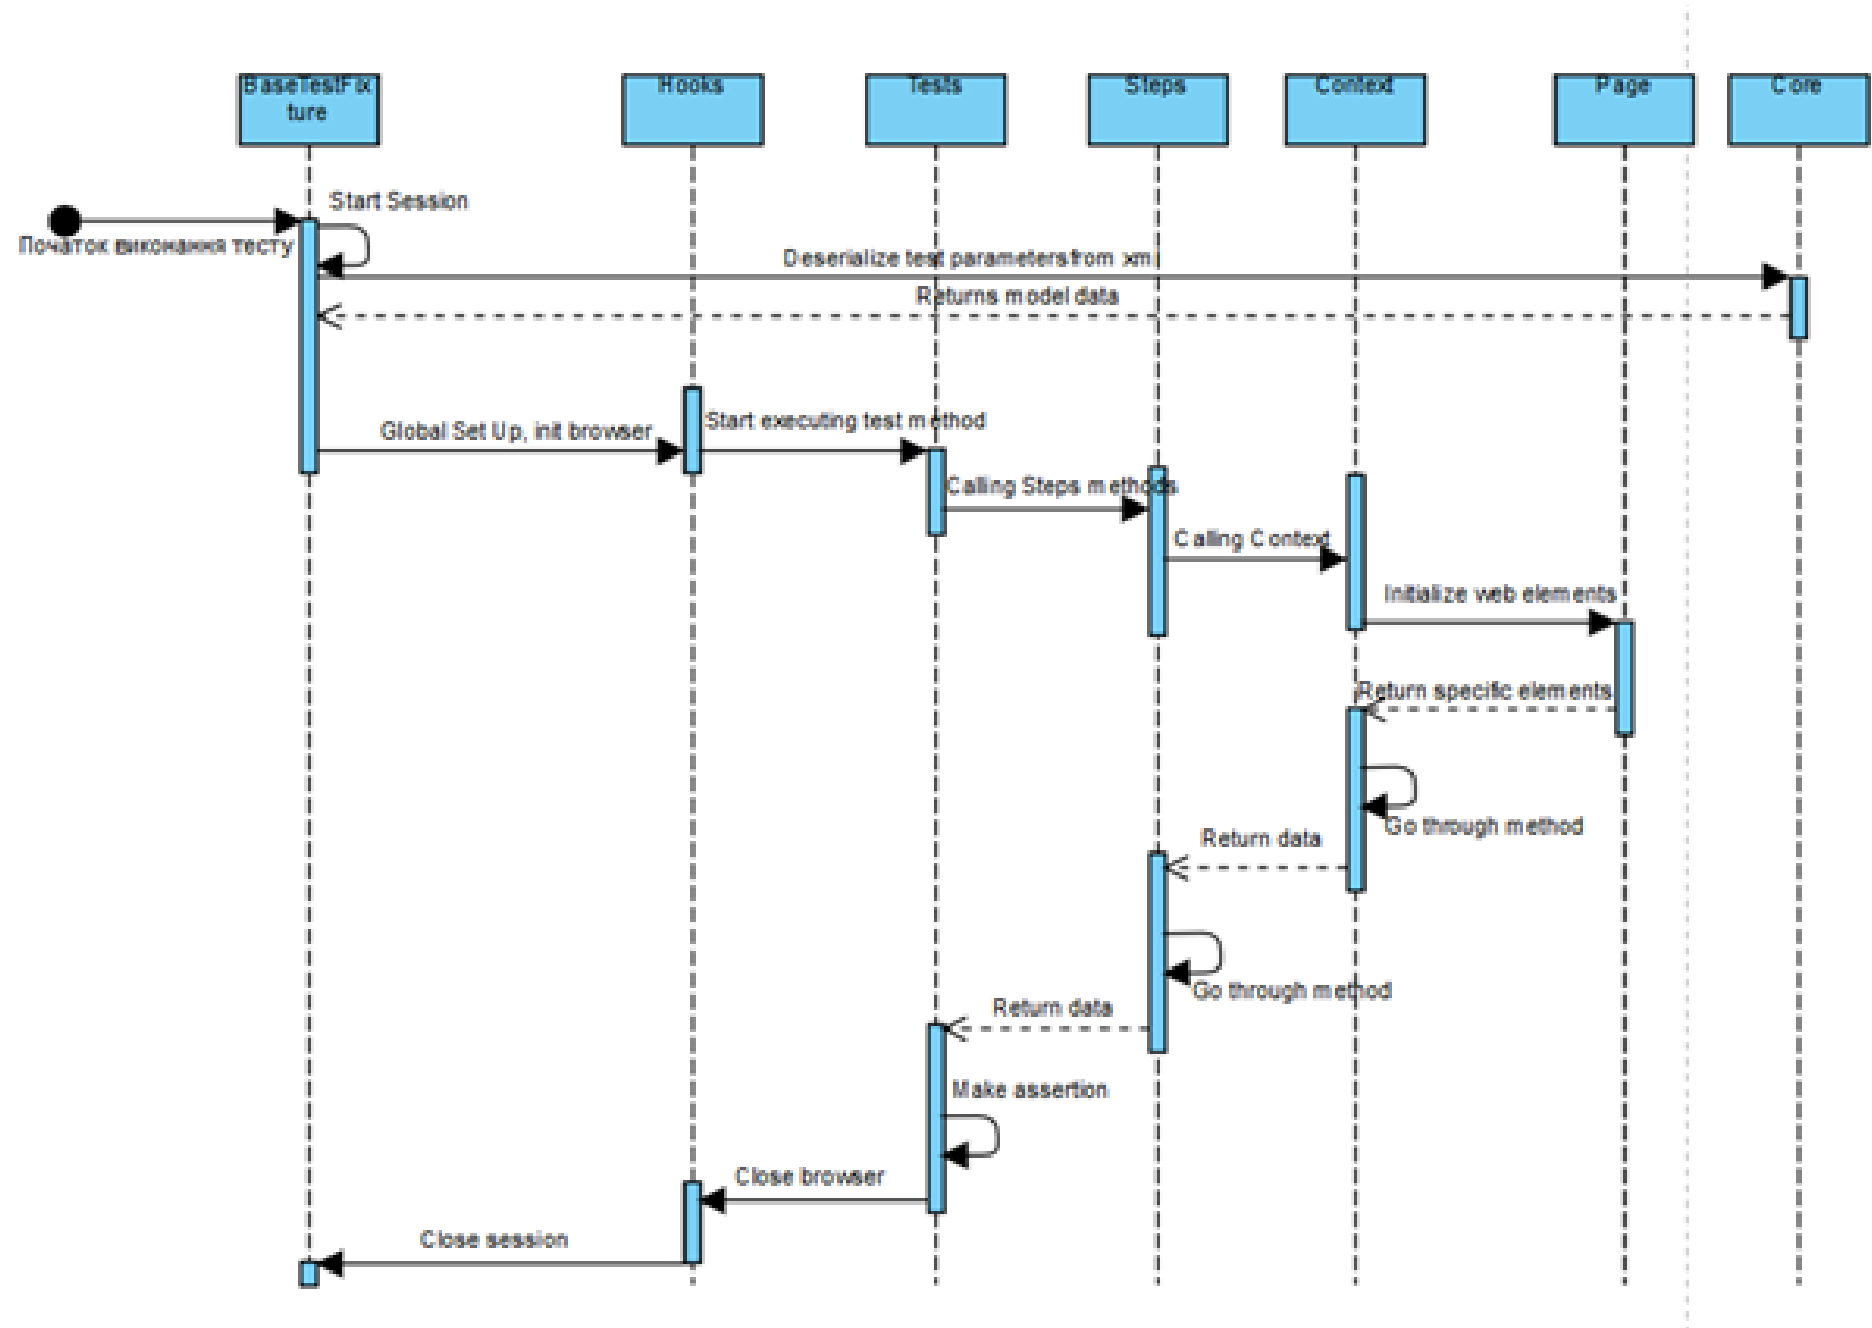 BaseTestFix
ture
Hooks
Tests
Steps
Context
Page
Core
Start Session
Початок виконання тесту
Deserialize test parametersfrom xml
Returns model data
Global Set Up, init browser
Start executing test method
Calling Steps methods
Calling Context
Initialize web elements
Return specific elements
Go through method
Return data
Go through method
Return data
Make assertion
Close browser
Close session